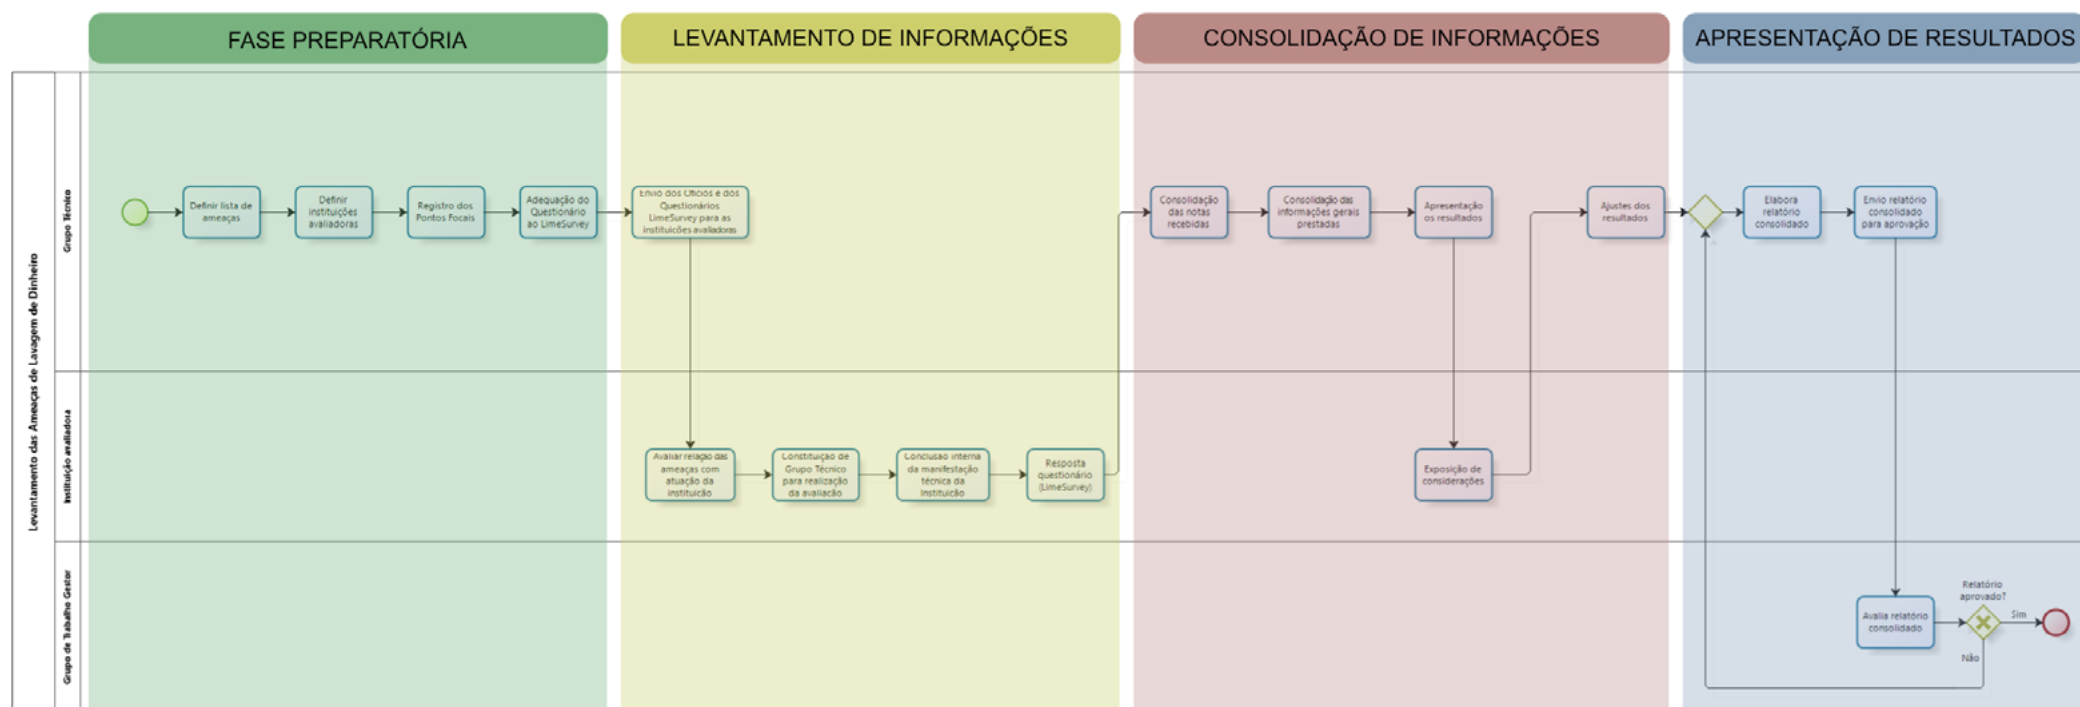 FASE PREPARATÓRIA
LEVANTAMENTO DE INFORMAÇÕES
CONSOLIDAÇÃO DE INFORMAÇÕES
APRESENTAÇÃO DE RESULTADOS
Levantamento das Ameaças de Lavagem de Dinheiro
Grupo Técnico
Definir lista de
ameaças
Definir
instituições
avaliadoras
Registro dos
Pontos Focais
Adequação do
Questionário
ao LimeSurvey
Envio dos Ofícios e dos
Questionários
LimeSurvey para as
instituições avaliadoras
Consolidação
das notas
recebidas
Consolidação das
informações gerais
prestadas
Apresentação
os resultados
Ajustes dos
resultados
Elabora
relatório
consolidado
Envio relatório
consolidado
para aprovação
Instituição avaliadora
Avaliar relação das
ameaças com
atuação da
instituição
Constituição de
Grupo Técnico
para realização
da avaliação
Conclusão interna
da manifestação
técnica da
Instituição
Resposta
questionário
(LimeSurvey)
Exposição de
considerações
Grupo de Trabalho Gestor
Avalia relatório
consolidado
Relatório
aprovado?
Sim
Não